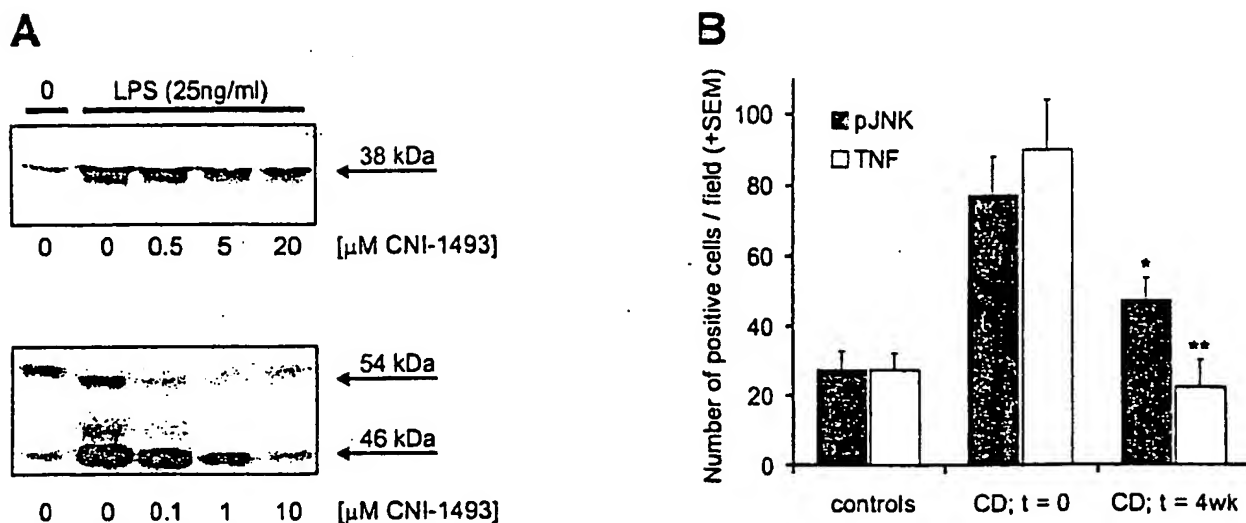 A
0 LPS (25ng/ml)
38 kDa
0 0 0.5 5 20 [µM CNI-1493]
54 kDa
46 kDa
0 0 0.1 1 10 [µM CNI-1493]
B
Number of positive cells / field (+SEM)
100
80
60
40
20
0
pJNK
TNF
*
**
controls CD; t = 0 CD; t = 4wk